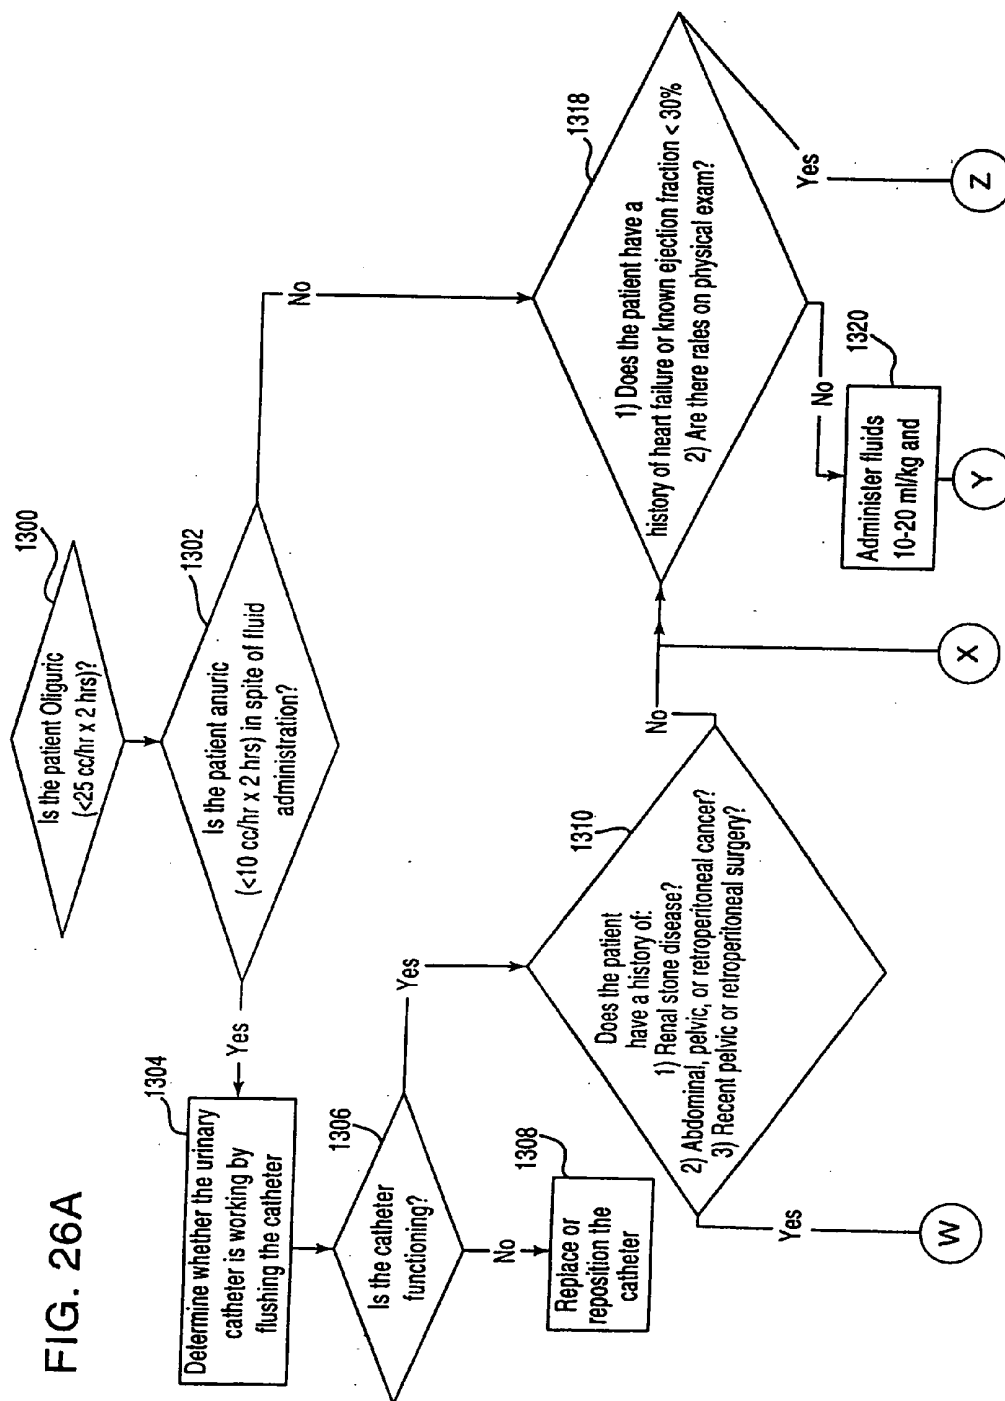 FIG. 26A
1300
Is the patient Oliguric
(<25 cc/hr x 2 hrs)?
1302
Is the patient anuric
(<10 cc/hr x 2 hrs) in spite of fluid
administration?
Yes
No
1304
Determine whether the urinary
catheter is working by
flushing the catheter
1306
Is the catheter
functioning?
Yes
No
1308
Replace or
reposition the
catheter
1310
Does the patient
have a history of:
1) Renal stone disease?
2) Abdominal, pelvic, or retroperitoneal cancer?
3) Recent pelvic or retroperitoneal surgery?
No
Yes
W
X
1318
1) Does the patient have a
history of heart failure or known ejection fraction < 30%
2) Are there rales on physical exam?
No
Yes
1320
Administer fluids
10-20 ml/kg and
Y
Z